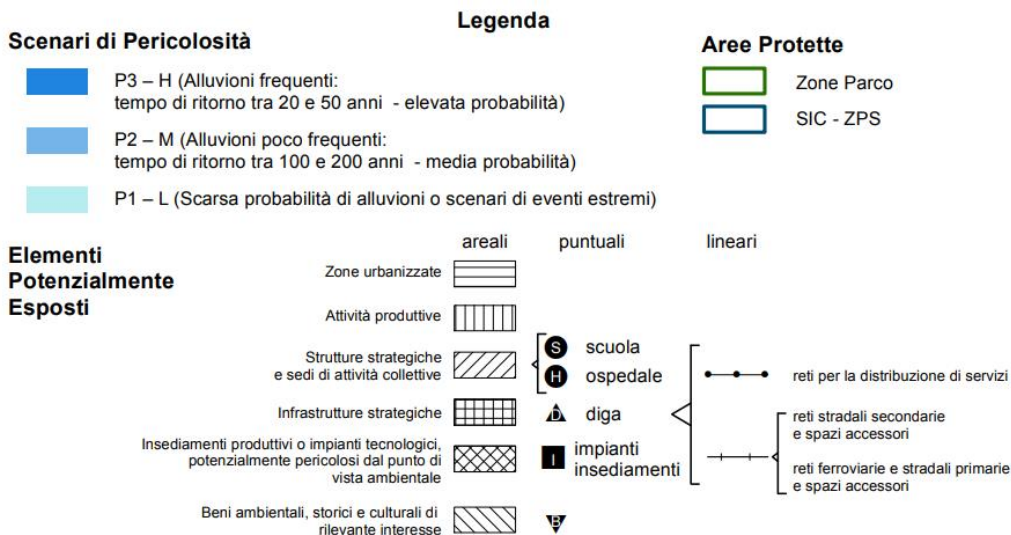 Legenda
Scenari di Pericolosità
P3 – H (Alluvioni frequenti:
tempo di ritorno tra 20 e 50 anni - elevata probabilità)
P2 – M (Alluvioni poco frequenti:
tempo di ritorno tra 100 e 200 anni - media probabilità)
P1 – L (Scarsa probabilità di alluvioni o scenari di eventi estremi)
Aree Protette
Zone Parco
SIC - ZPS
Elementi
Potenzialmente
Esposti
areali puntuali lineari
Zone urbanizzate
Attività produttive
Strutture strategiche
e sedi di attività collettive
S scuola
H ospedale
Infrastrutture strategiche
D diga
Insediamenti produttivi o impianti tecnologici,
potenzialmente pericolosi dal punto di
vista ambientale
I impianti
insediamenti
Beni ambientali, storici e culturali di
rilevante interesse
B
reti per la distribuzione di servizi
reti stradali secondarie
e spazi accessori
reti ferroviarie e stradali primarie
e spazi accessori